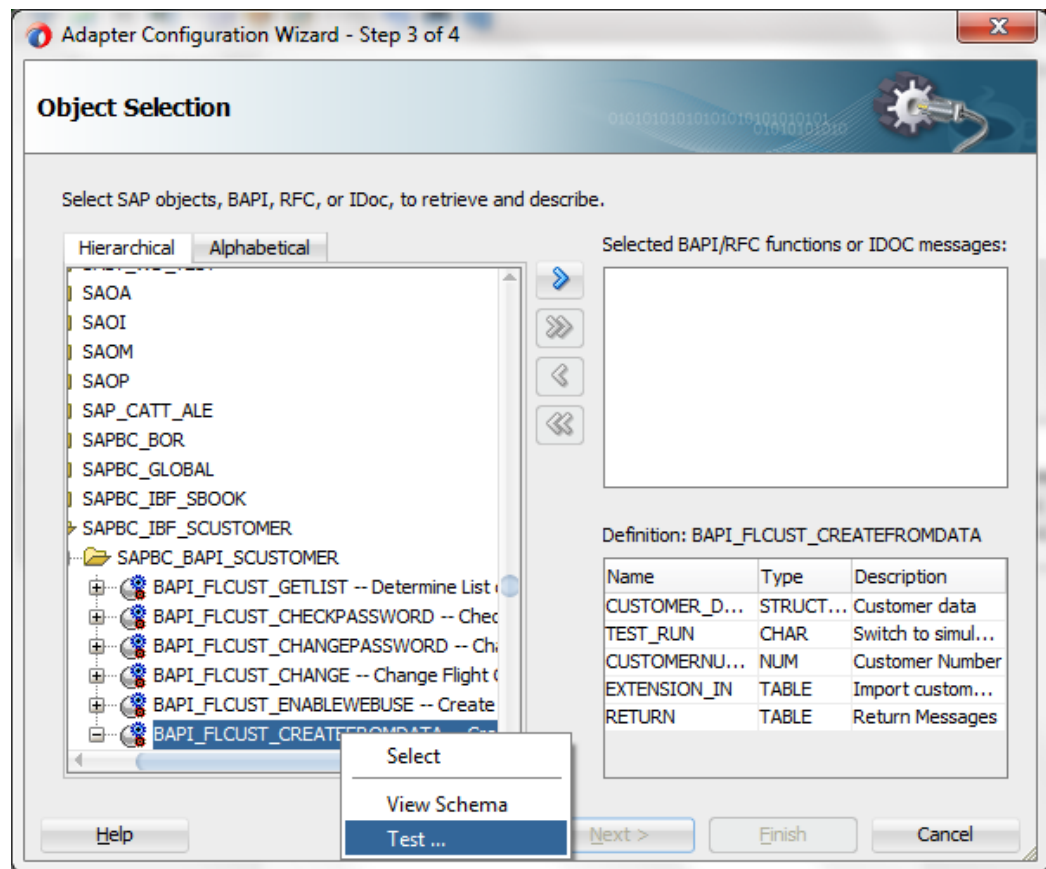 Adapter Configuration Wizard - Step 3 of 4
X
Object Selection
Select SAP objects, BAPI, RFC, or IDoc, to retrieve and describe.
Hierarchical
Alphabetical
SAOA
SAOI
SAOM
SAOP
SAP_CATT_ALE
SAPBC_BOR
SAPBC_GLOBAL
SAPBC_IBF_SBOOK
SAPBC_IBF_SCUSTOMER
SAPBC_BAPI_SCUSTOMER
BAPI_FLCUST_GETLIST -- Determine List
BAPI_FLCUST_CHECKPASSWORD -- Chec
BAPI_FLCUST_CHANGEPASSWORD -- Ch
BAPI_FLCUST_CHANGE -- Change Flight
BAPI_FLCUST_ENABLEWEBUSE -- Create
BAPI_FLCUST_CREATEFROMDATA
Select
View Schema
Test ...
Selected BAPI/RFC functions or IDOC messages:
Definition: BAPI_FLCUST_CREATEFROMDATA
Name Type Description
CUSTOMER_D... STRUCT... Customer data
TEST_RUN CHAR Switch to simul...
CUSTOMERNU... NUM Customer Number
EXTENSION_IN TABLE Import custom...
RETURN TABLE Return Messages
Help
Next >
Finish
Cancel